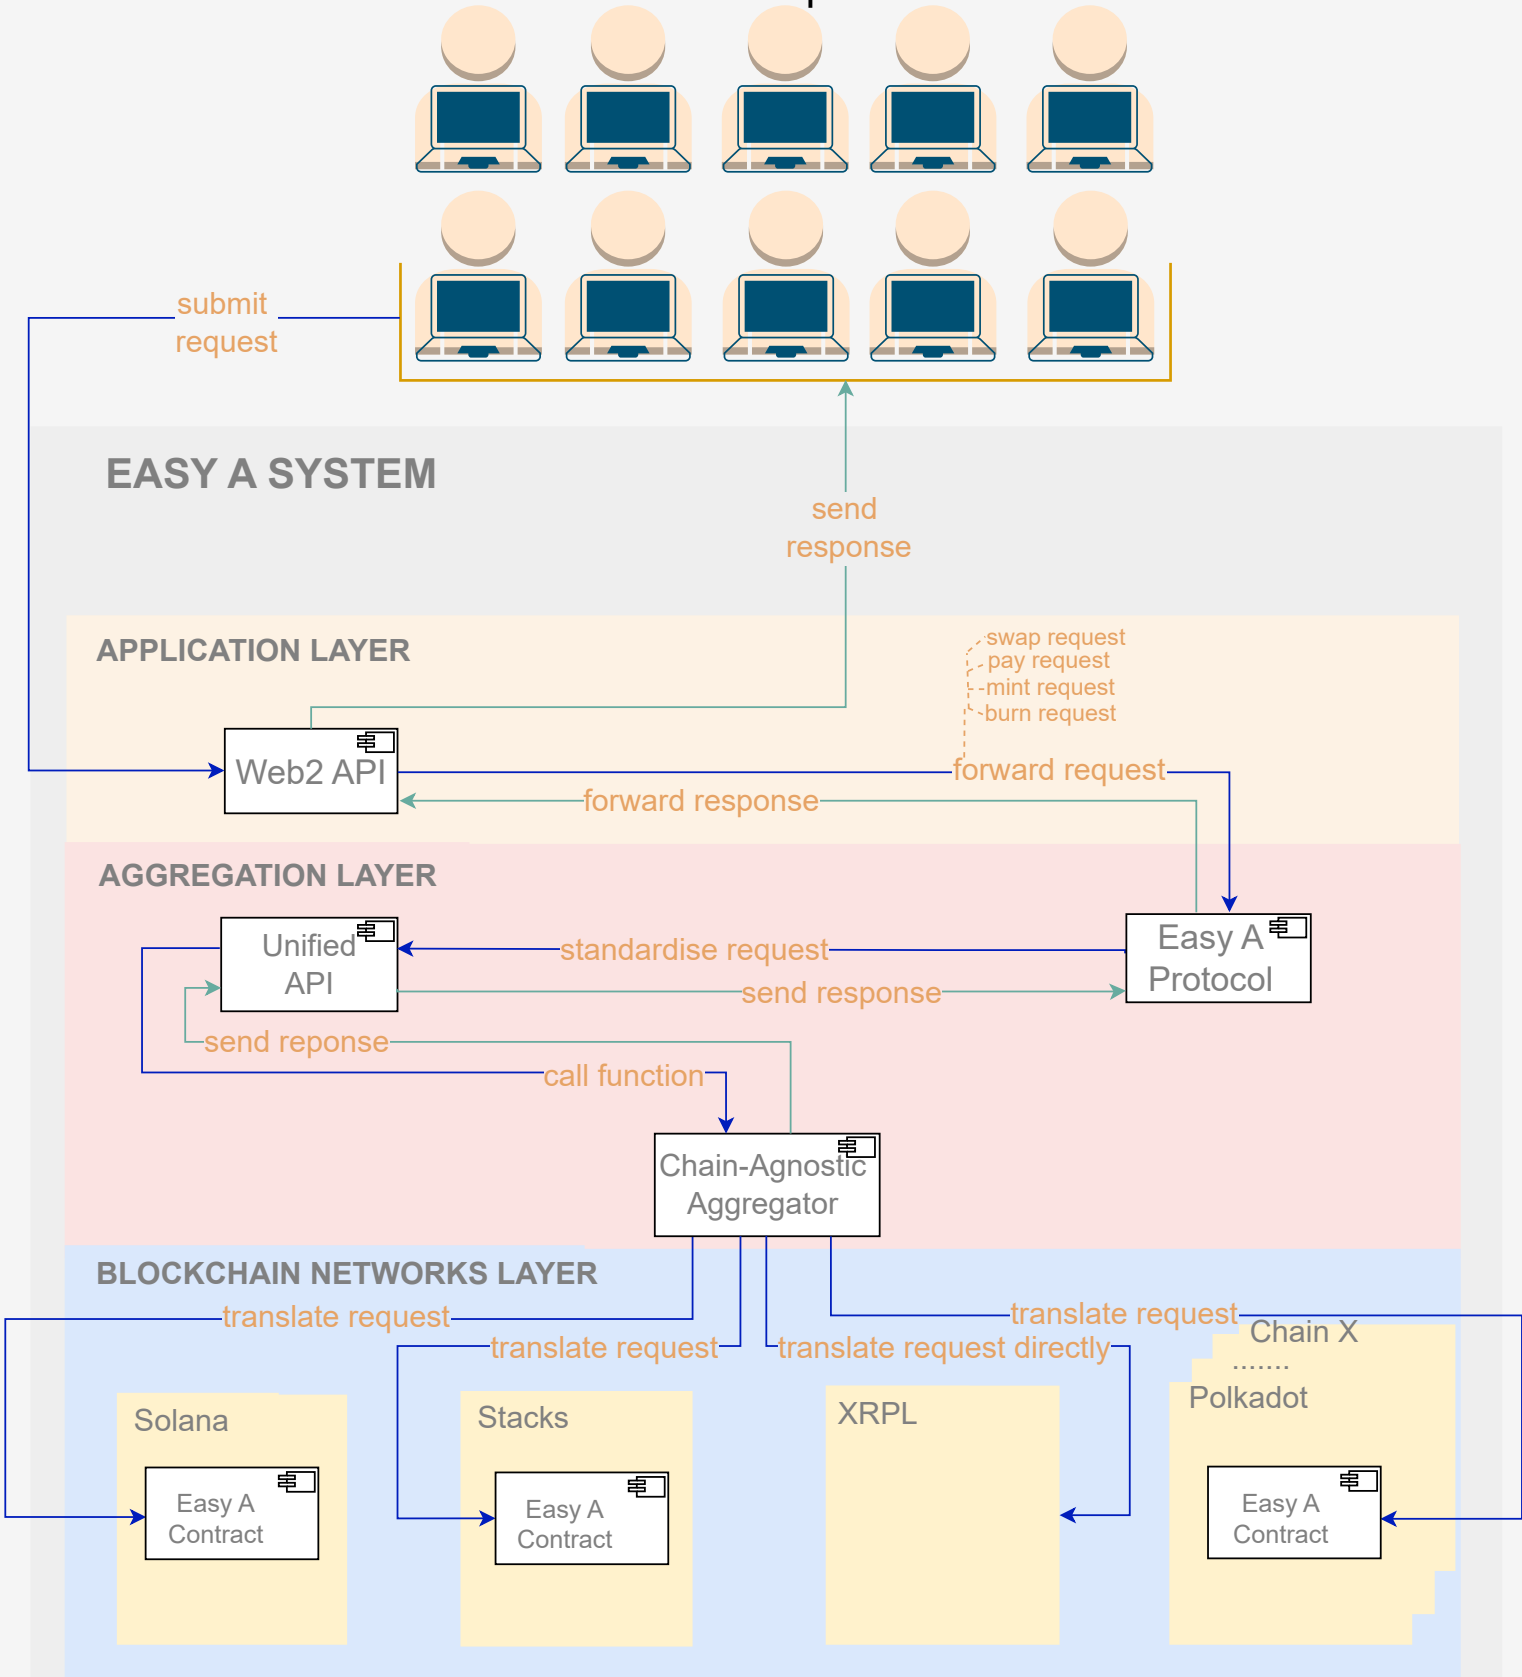 submit
request
EASY A SYSTEM
send
response
APPLICATION LAYER
swap request
pay request
mint request
burn request
Web2 API
forward request
forward response
AGGREGATION LAYER
Unified
API
standardise request
Easy A
Protocol
send response
send reponse
call function
Chain-Agnostic
Aggregator
BLOCKCHAIN NETWORKS LAYER
translate request
translate request
translate request directly
translate request
Chain X
.......
Polkadot
Solana
Stacks
XRPL
Easy A
Contract
Easy A
Contract
Easy A
Contract